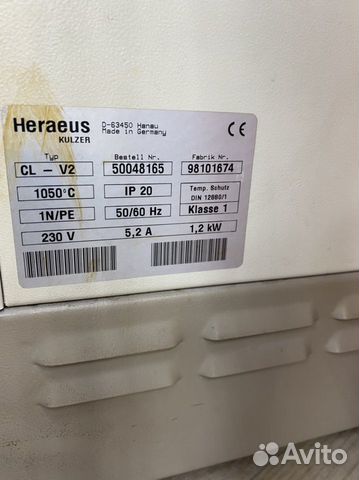 Heraeus
KULZER
D-63450 Hanau
Made in Germany
CE
Typ Bestell Nr. Fabrik Nr.
CL - V2 50048165 98101674
1050°C IP 20 Temp. Schutz
DIN 12880/1
1N/PE 50/60 Hz Klasse 1
230 V 5,2 A 1,2 kW
Avito